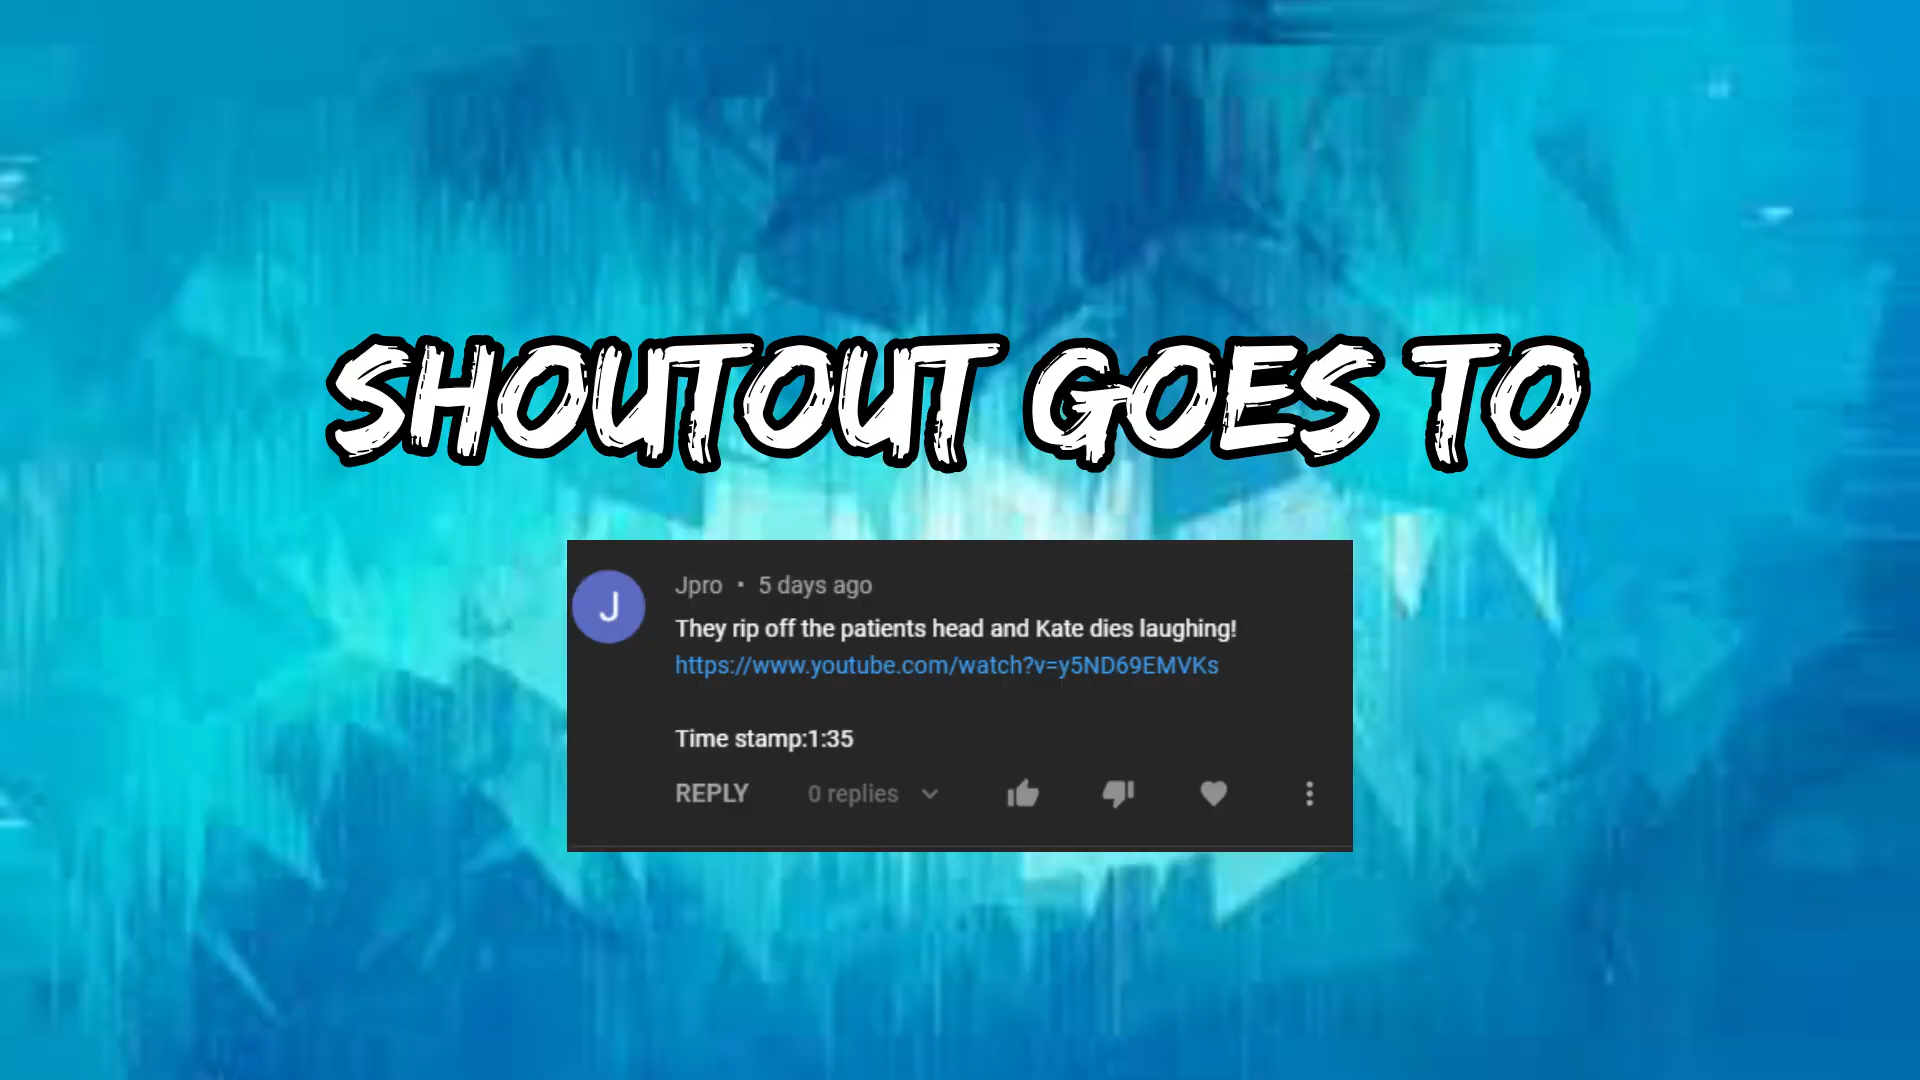 SHOUTOUT GOES TO
J
Jpro • 5 days ago
They rip off the patients head and Kate dies laughing!
https://www.youtube.com/watch?v=y5ND69EMVKs
Time stamp:1:35
REPLY 0 replies